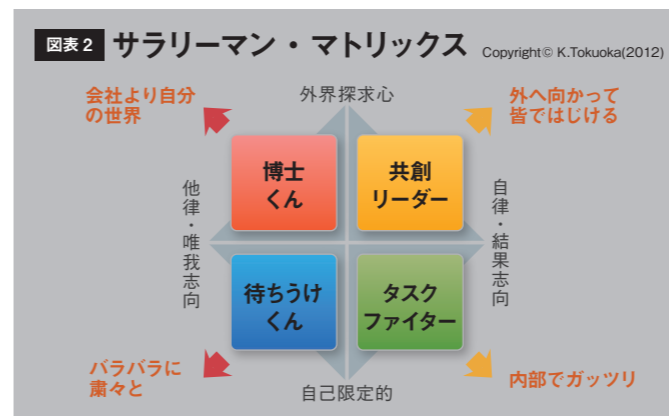 図表2 サラリーマン・マトリックス Copyright© K.Tokuoka(2012)
会社より自分
の世界
外界探求心
外へ向かって
皆ではじける
博士
くん
共創
リーダー
他律・唯我志向
自律・結果志向
待ちうけ
くん
タスク
ファイター
バラバラに
粛々と
自己限定的
内部でガッツリ